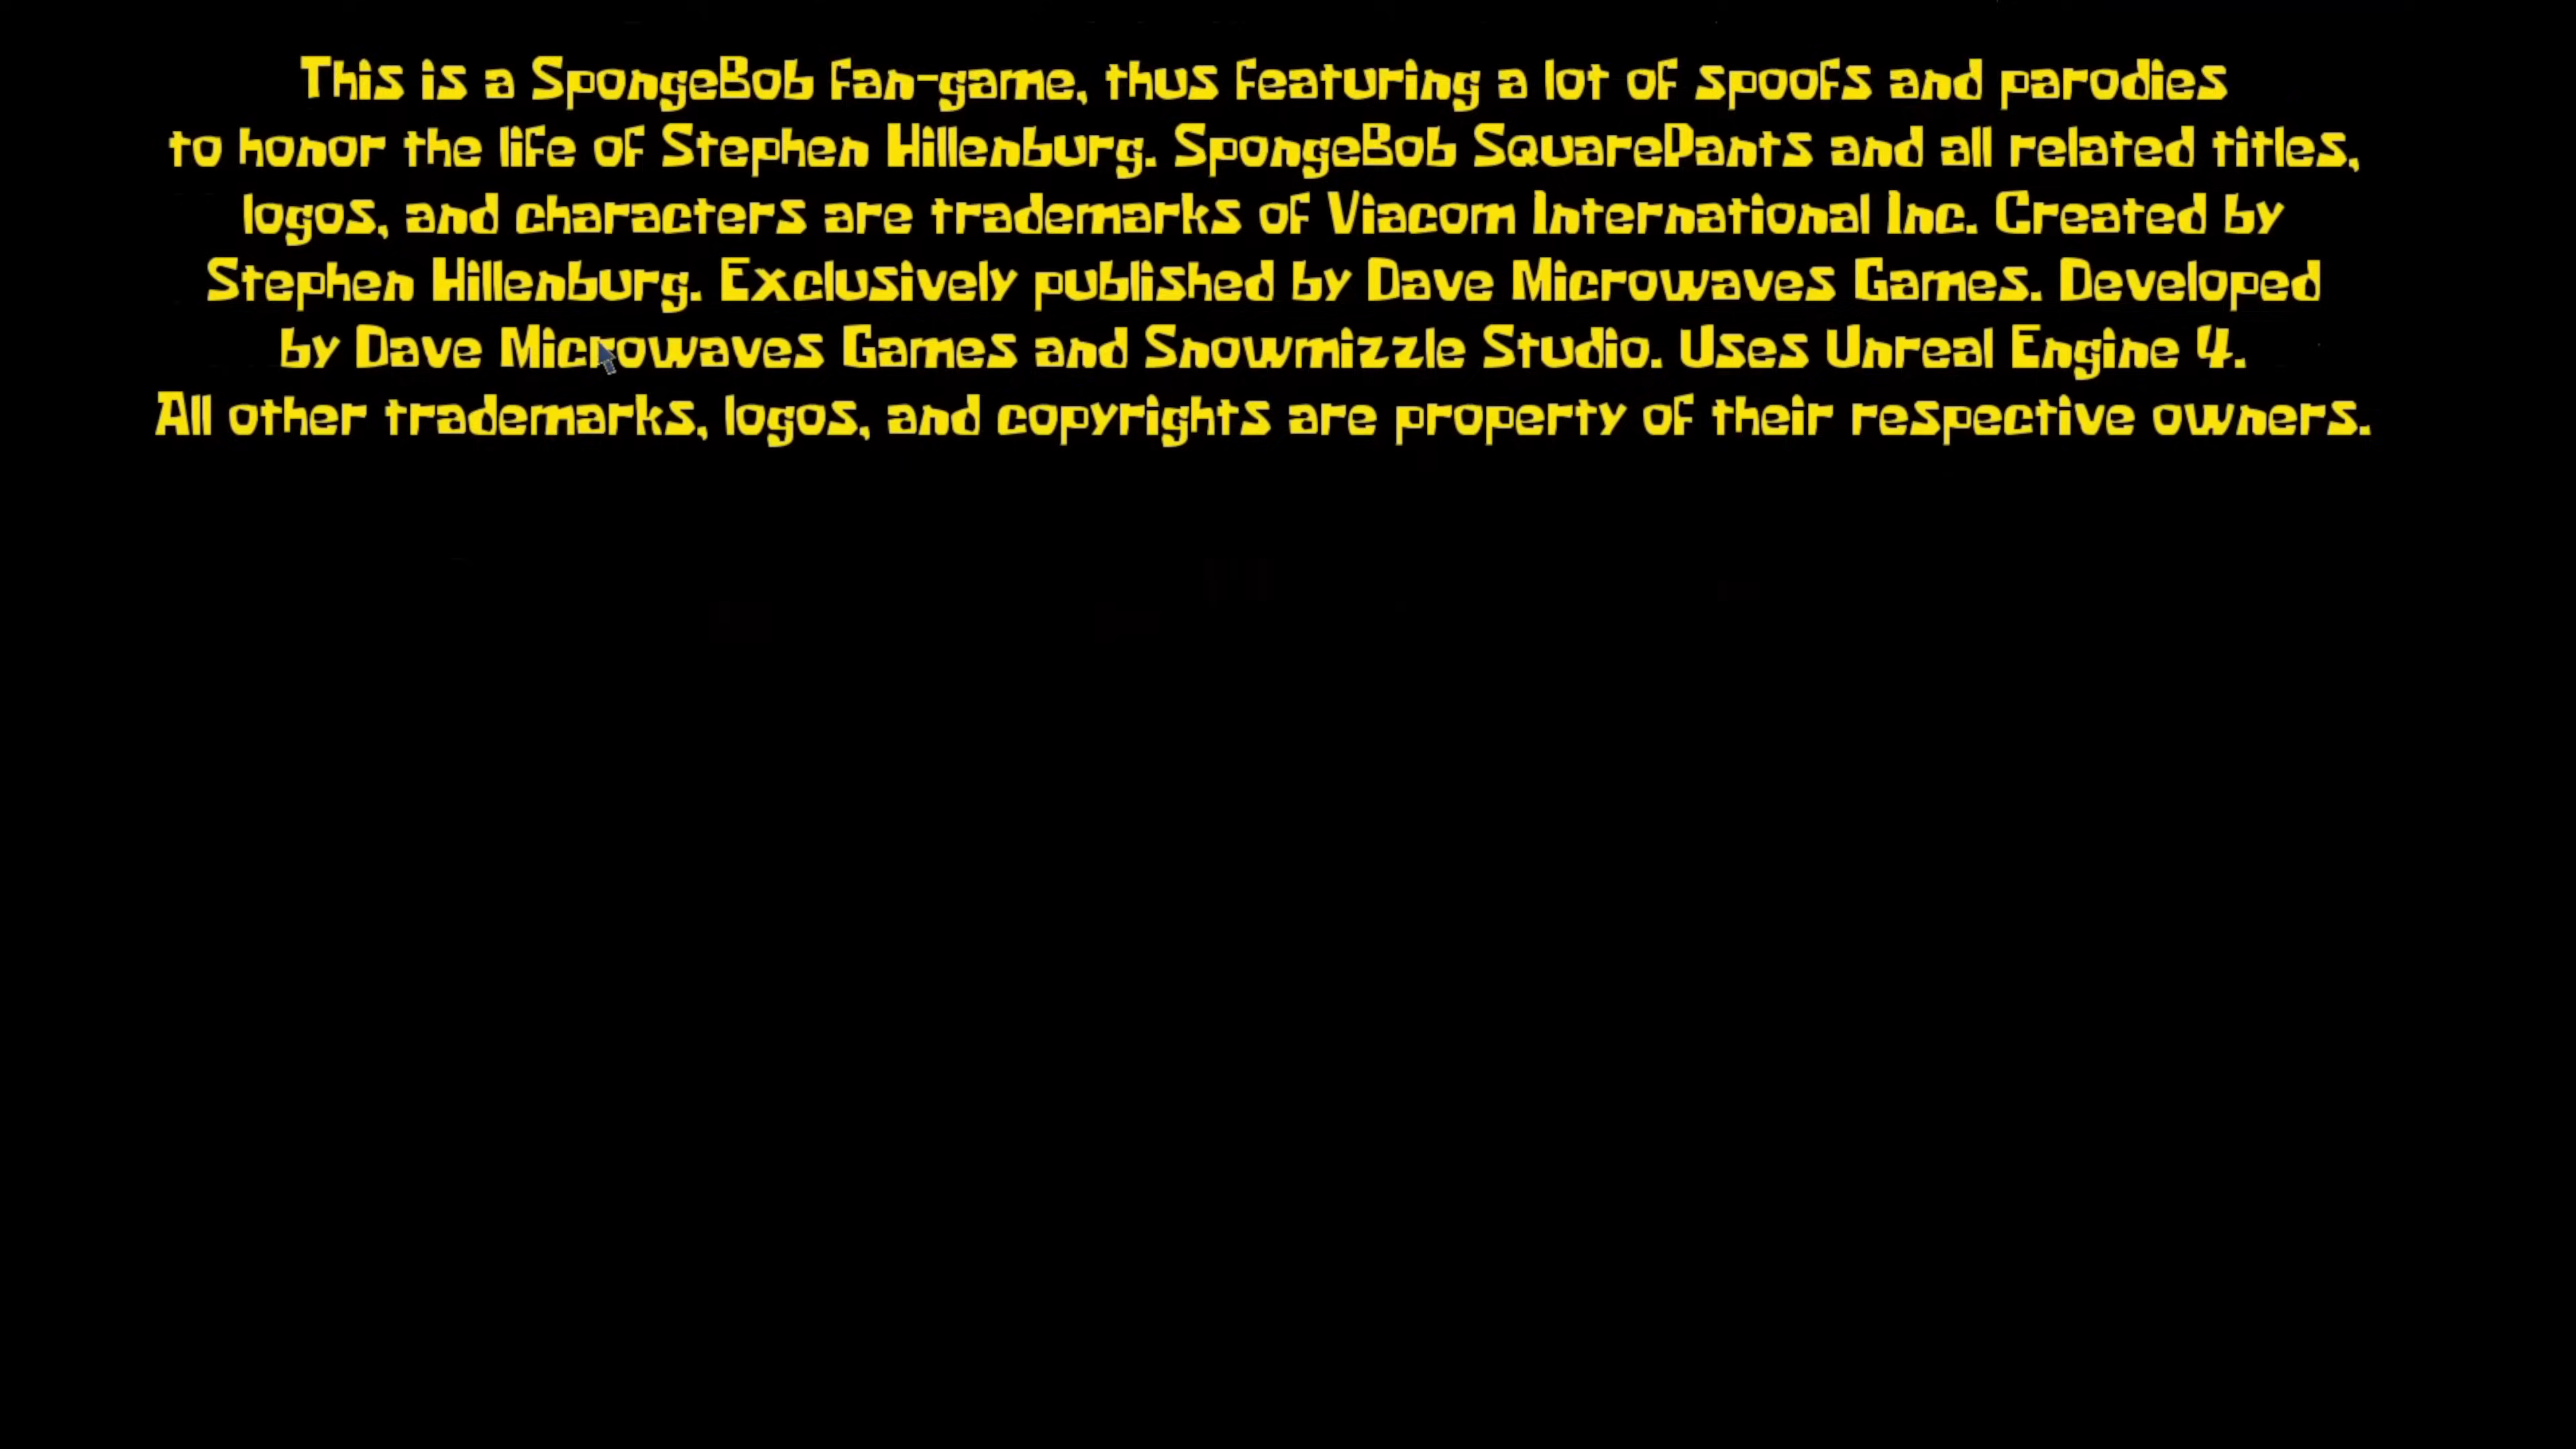 This is a SpongeBob fan-game, thus featuring a lot of spoofs and parodies
to honor the life of Stephen Hillenburg. SpongeBob SquarePants and all related titles,
logos, and characters are trademarks of Viacom International Inc. Created by
Stephen Hillenburg. Exclusively published by Dave Microwaves Games. Developed
by Dave Microwaves Games and Snowmizzle Studio. Uses Unreal Engine 4.
All other trademarks, logos, and copyrights are property of their respective owners.